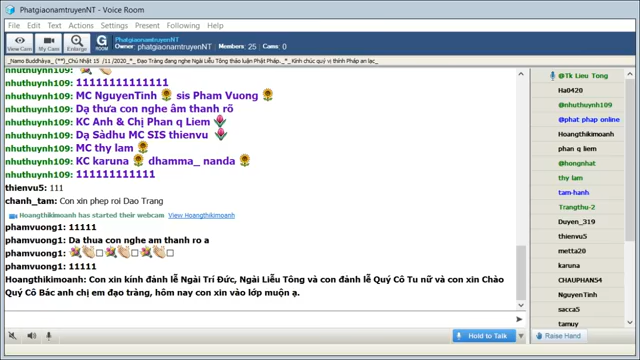 PhatgiaonamtruyenNT - Voice Room
File Edit Text Actions Settings Present Following Help
View Cam
My Cam
Enlarge
G
ROOM
Group: PhatgiaonamtruyenNT
Owner phatgiaonamtruyenNT Members: 25 Cams: 0
_Namo Buddhāya_ (**)_Chú Nhật 15 /11 /2020_*_Đạo Tràng đang nghe Ngài Liễu Tông thảo luận Phật Pháp._*_Kính chúc quý vị thính Pháp an lạc_
nhuthuynh109:
nhuthuynh109: 11111111111111
nhuthuynh109: MC NguyenTinh sis Pham Vuong
nhuthuynh109: Dạ thưa con nghe âm thanh rõ
nhuthuynh109: KC Anh & Chị Phan q Liem
nhuthuynh109: Dạ Sàdhu MC SIS thienvu
nhuthuynh109: MC thy lam
nhuthuynh109: KC karuna dhamma_ nanda
nhuthuynh109: 111111111111
thienvu5: 111
chanh_tam: Con xin phep roi Dao Trang
Hoangthikimoanh has started their webcam View Hoangthikimoanh
phamvuong1: 11111
phamvuong1: Da thua con nghe am thanh ro a
phamvuong1:
phamvuong1: 11111
Hoangthikimoanh: Con xin kính đảnh lễ Ngài Trí Đức, Ngài Liễu Tông và con đảnh lễ Quý Cô Tu nữ và con xin Chào
Quý Cô Bác anh chị em đạo tràng, hôm nay con xin vào lớp muộn ạ.
@Tk Lieu Tong
Ha0420
@nhuthuynh109
@phat phap online
Hoangthikimoanh
phan q liem
@hongnhat
thy lam
tam-hanh
Trangthu-2
Duyen_319
thienvu5
metta20
karuna
CHAUPHAN54
NguyenTinh
sacca5
tamuy
Hold to Talk
Raise Hand